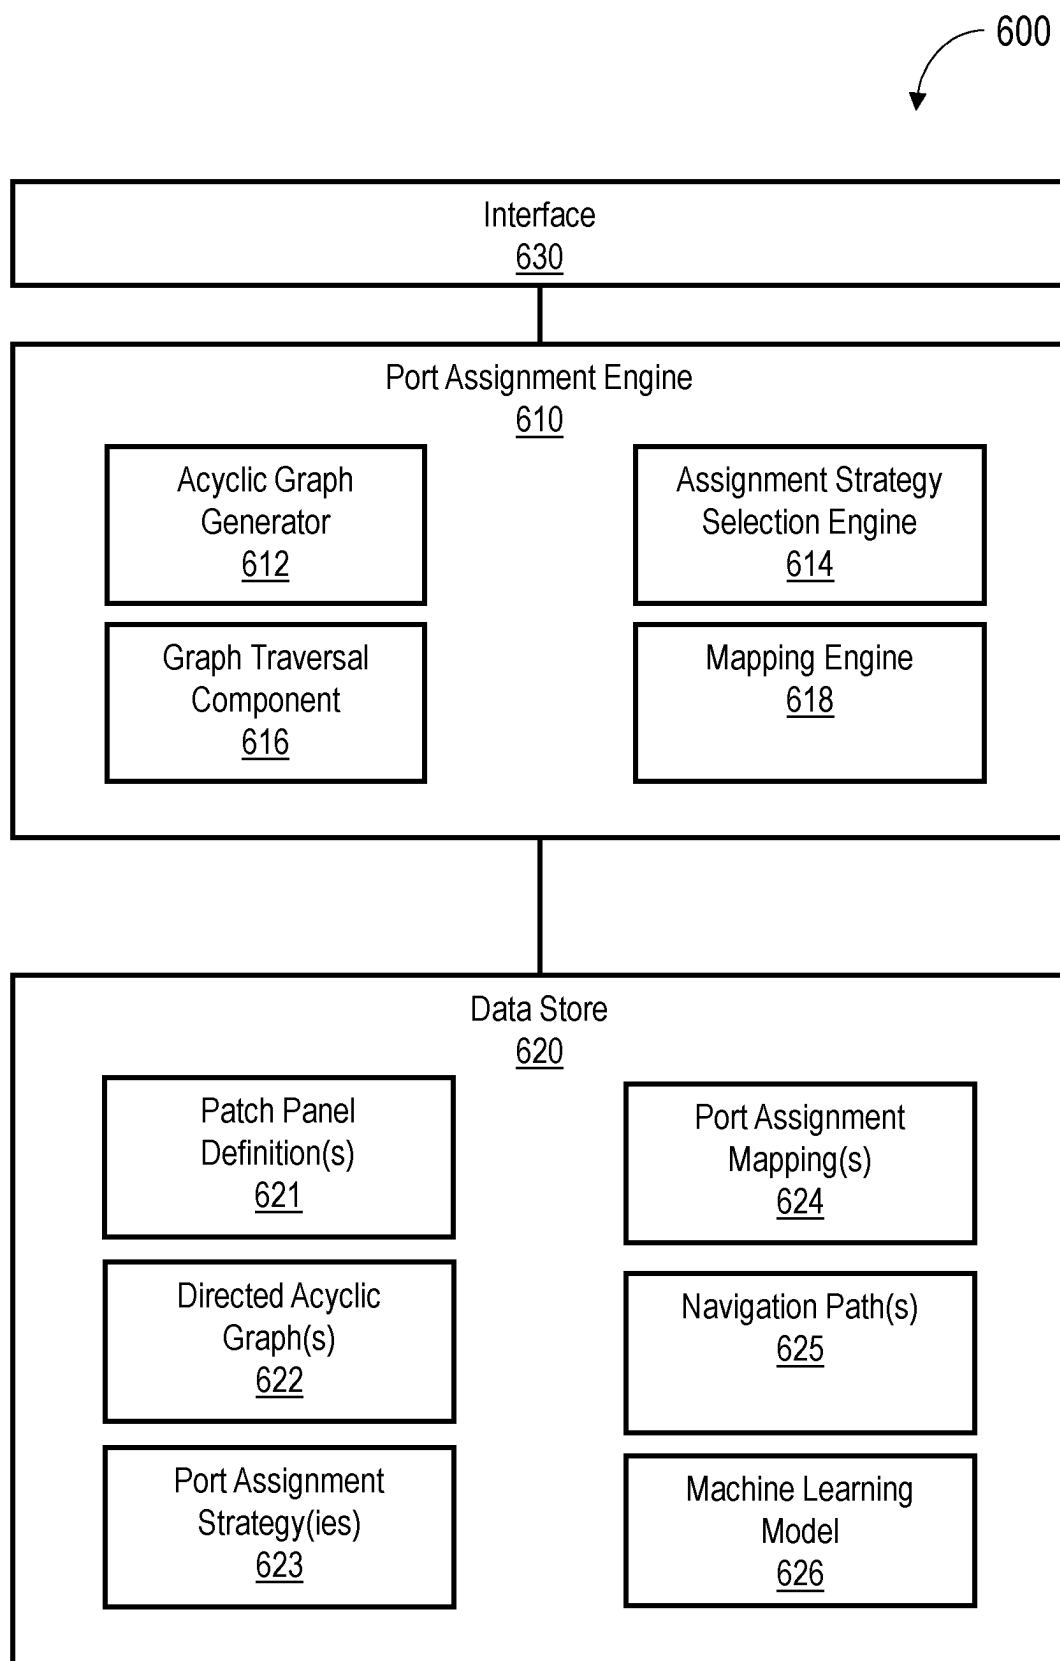 600
Interface
630
Port Assignment Engine
610
Acyclic Graph
Generator
612
Assignment Strategy
Selection Engine
614
Graph Traversal
Component
616
Mapping Engine
618
Data Store
620
Patch Panel
Definition(s)
621
Port Assignment
Mapping(s)
624
Directed Acyclic
Graph(s)
622
Navigation Path(s)
625
Port Assignment
Strategy(ies)
623
Machine Learning
Model
626